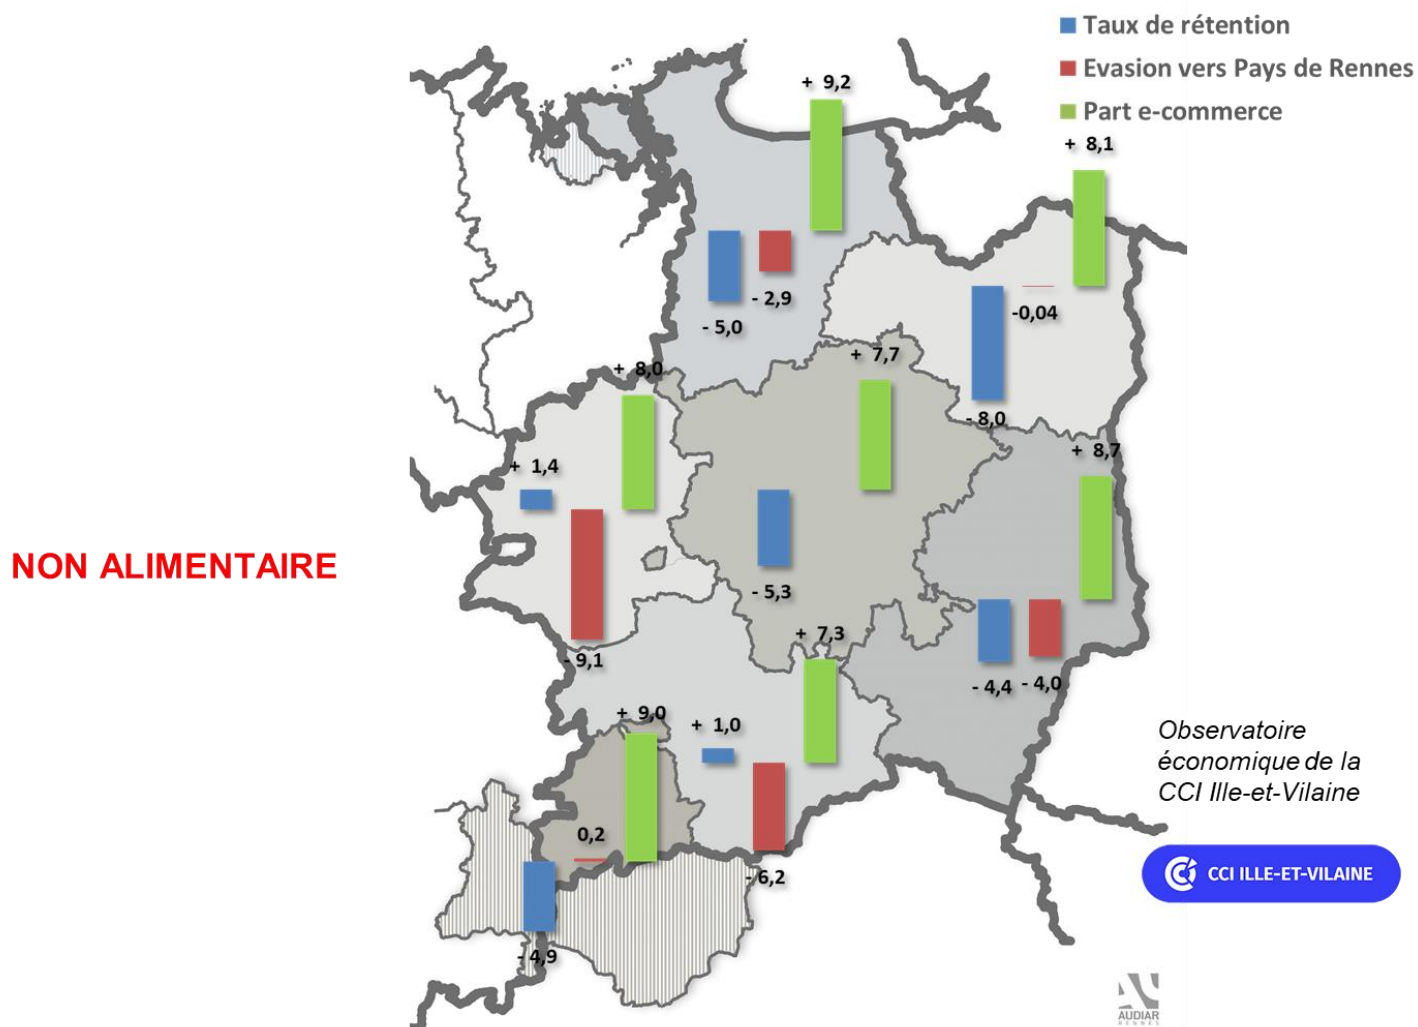 Taux de rétention
Evasion vers Pays de Rennes
Part e-commerce
+ 9,2
+ 8,1
- 2,9
- 5,0
-0,04
+ 7,7
+ 8,0
- 8,0
+ 8,7
+ 1,4
NON ALIMENTAIRE
- 5,3
+ 7,3
- 9,1
- 4,4
- 4,0
+ 9,0
+ 1,0
Observatoire
économique de la
CCI Ille-et-Vilaine
0,2
- 6,2
CCI ILLE-ET-VILAINE
- 4,9
AUDIAR
RENNES